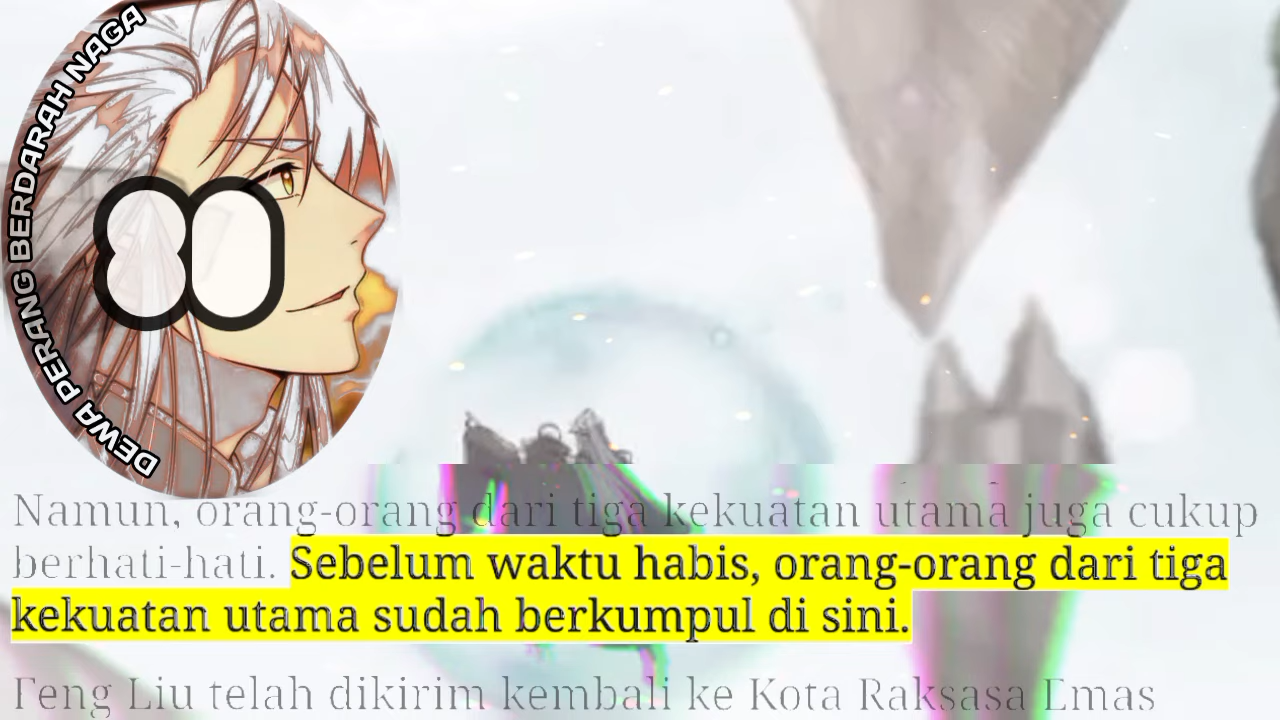 DEWA PERANG BERDARAH NAGA
80
Namun, orang-orang dari tiga kekuatan utama juga cukup
berhati-hati. Sebelum waktu habis, orang-orang dari tiga
kekuatan utama sudah berkumpul di sini.
Feng Liu telah dikirim kembali ke Kota Raksasa Emas